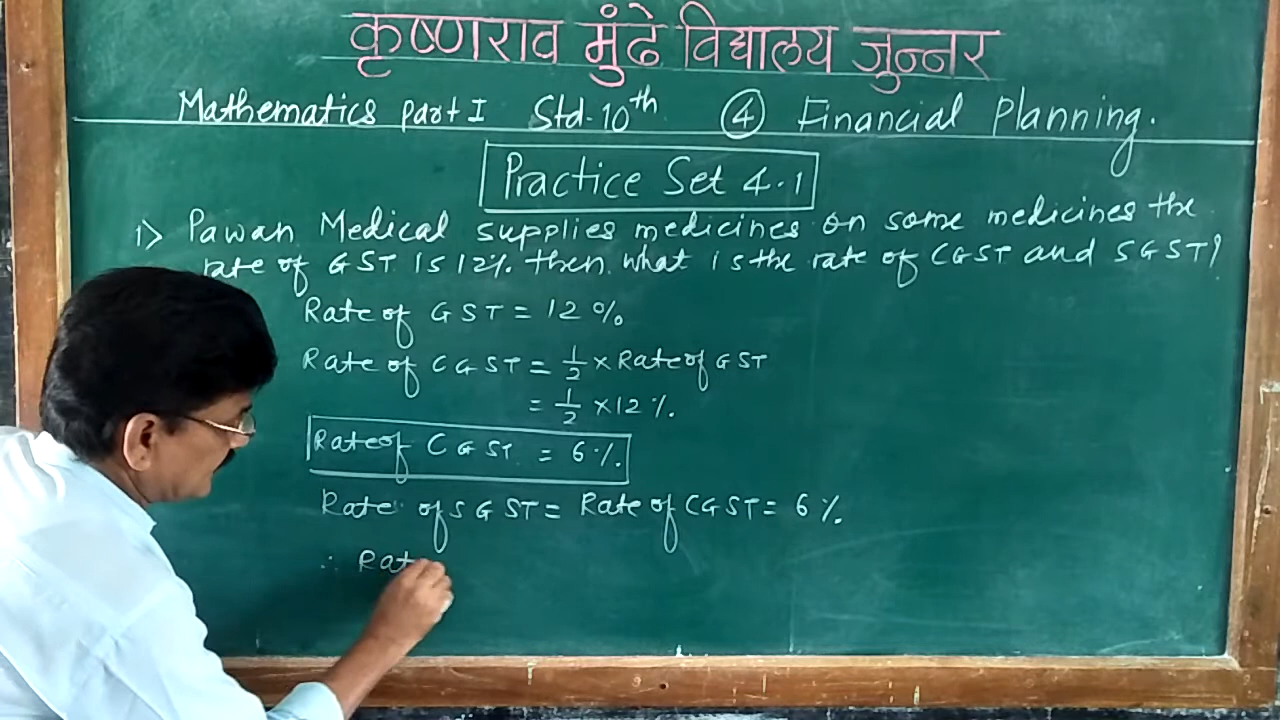 कृष्णराव मुंढे विद्यालय जुन्नर
Mathematics part I Std. 10th ④ Financial Planning.
Practice Set 4.1
1> Pawan Medical supplies medicines on some medicines the
rate of GST is 12%. then what is the rate of CGST and SGST?
Rate of GST = 12 %
Rate of CGST = 1/2 × Rate of GST
= 1/2 × 12 %.
Rate of CGST = 6 %.
Rate of SGST = Rate of CGST = 6 %.
∴ Rat